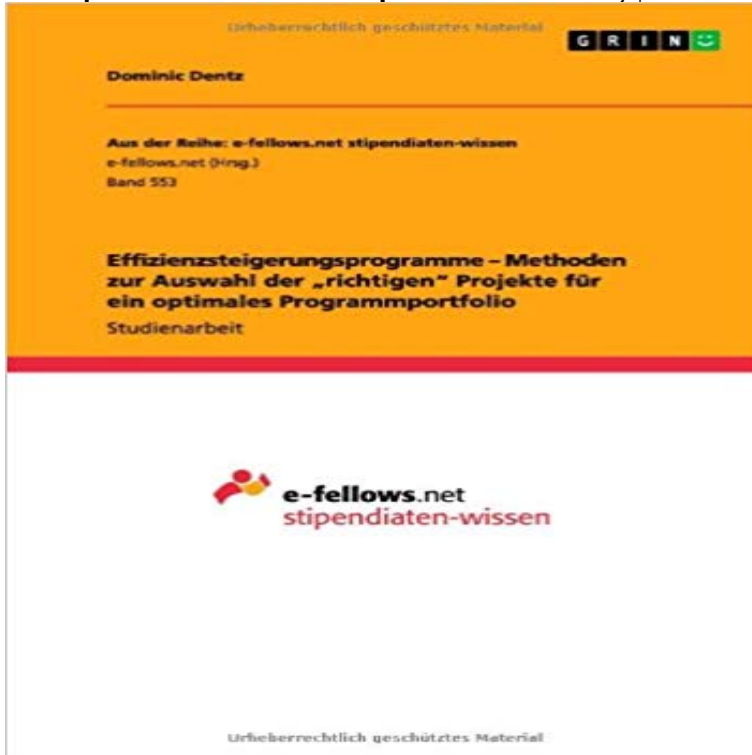 Urheberrechtlich geschütztes Material
GRIN
Dominic Dentz
Aus der Reihe: e-fellows.net stipendiaten-wissen
e-fellows.net (Hrsg.)
Band 553
Effizienzsteigerungsprogramme – Methoden
zur Auswahl der „richtigen“ Projekte für
ein optimales Programmportfolio
Studienarbeit
e-fellows.net
stipendiaten-wissen
Urheberrechtlich geschütztes Material